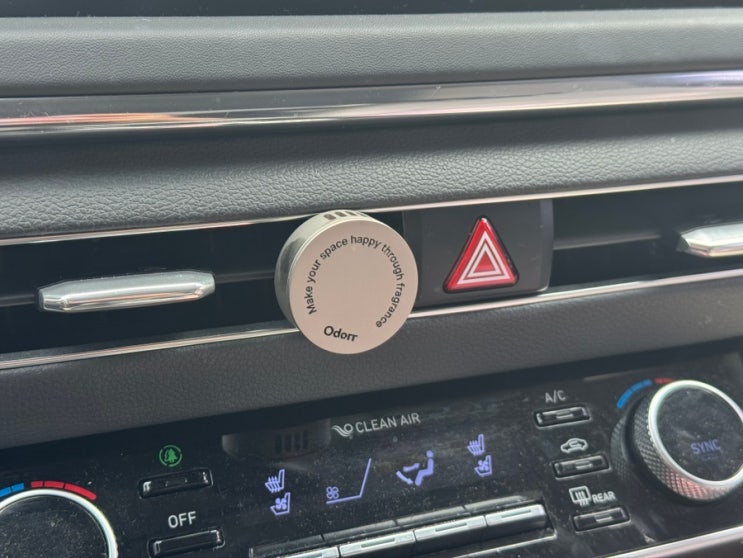 Make your space happy through fragrance
Odorr
A/C
CLEAN AIR
SYNC
OFF
REAR